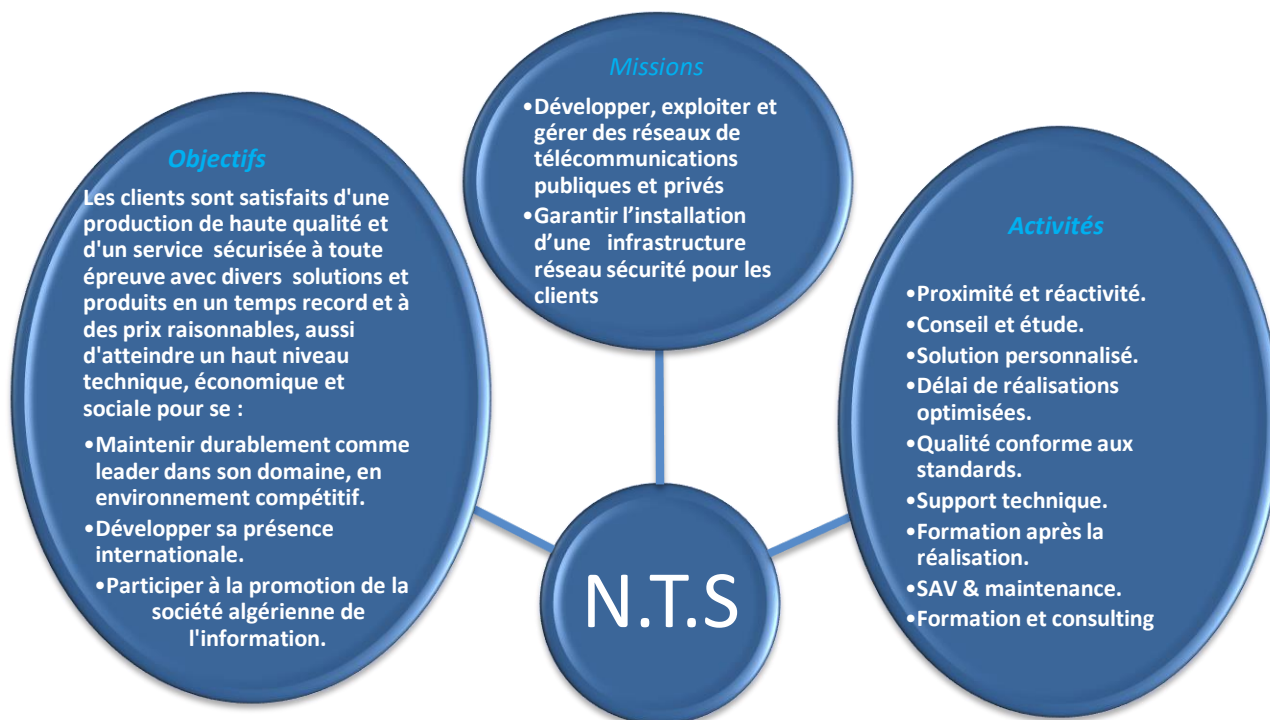 Objectifs
Les clients sont satisfaits d'une
production de haute qualité et
d'un service sécurisée à toute
épreuve avec divers solutions et
produits en un temps record et à
des prix raisonnables, aussi
d'atteindre un haut niveau
technique, économique et
sociale pour se :
•Maintenir durablement comme
leader dans son domaine, en
environnement compétitif.
•Développer sa présence
internationale.
•Participer à la promotion de la
société algérienne de
l'information.
Missions
•Développer, exploiter et
gérer des réseaux de
télécommunications
publiques et privés
•Garantir l’installation
d’une infrastructure
réseau sécurité pour les
clients
Activités
•Proximité et réactivité.
•Conseil et étude.
•Solution personnalisé.
•Délai de réalisations
optimisées.
•Qualité conforme aux
standards.
•Support technique.
•Formation après la
réalisation.
•SAV & maintenance.
•Formation et consulting
N.T.S